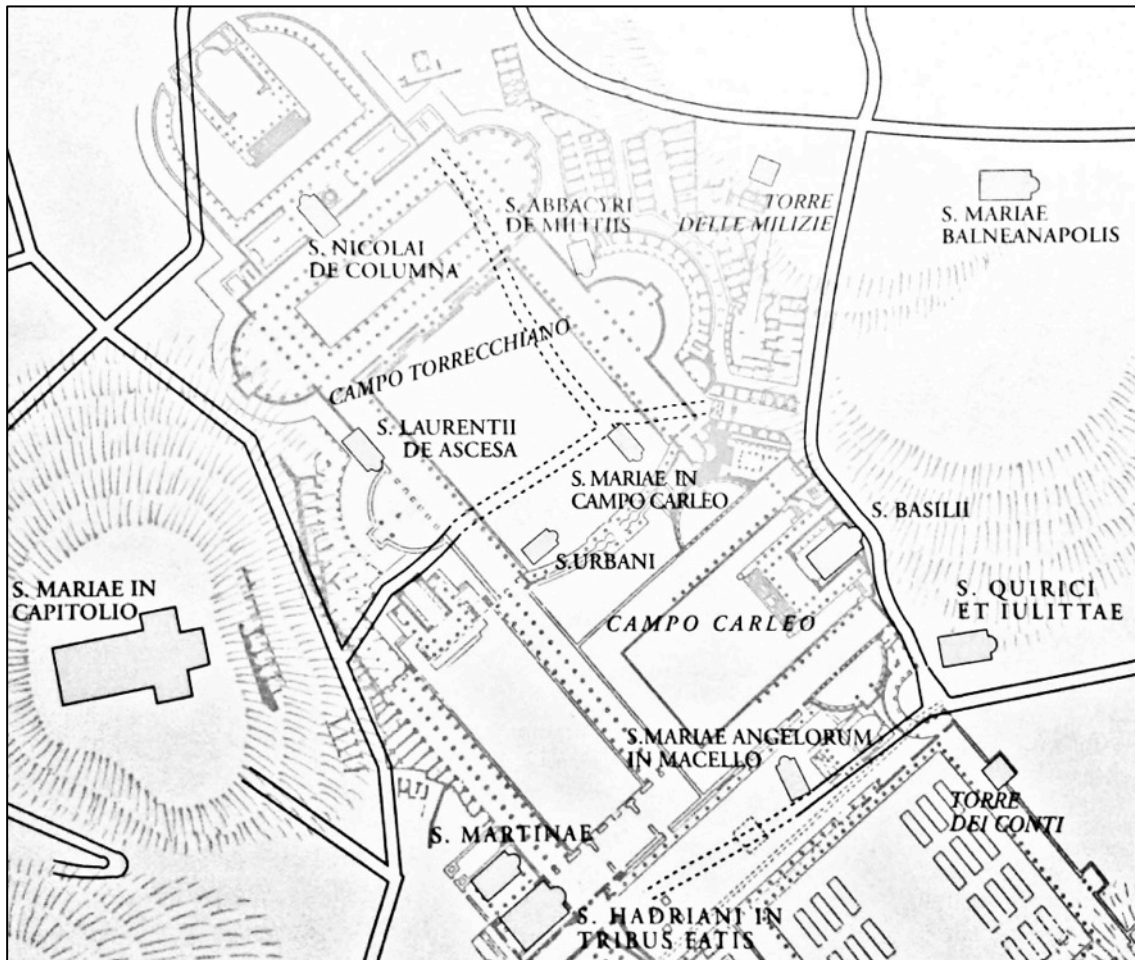 S. ABBACYRI
DE MILITIIS
TORRE
DELLE MILIZIE
S. MARIAE
BALNEANAPOLIS
S. NICOLAI
DE COLUMNA
CAMPO TORRECCHIANO
S. LAURENTII
DE ASCESA
S. MARIAE IN
CAMPO CARLEO
S. BASILII
S.URBANI
S. MARIAE IN
CAPITOLIO
S. QUIRICI
ET IULITTAE
CAMPO CARLEO
S.MARIAE ANGELORUM
IN MACELLO
TORRE
DEI CONTI
S. MARTINAE
S. HADRIANI IN
TRIBUS FATIS